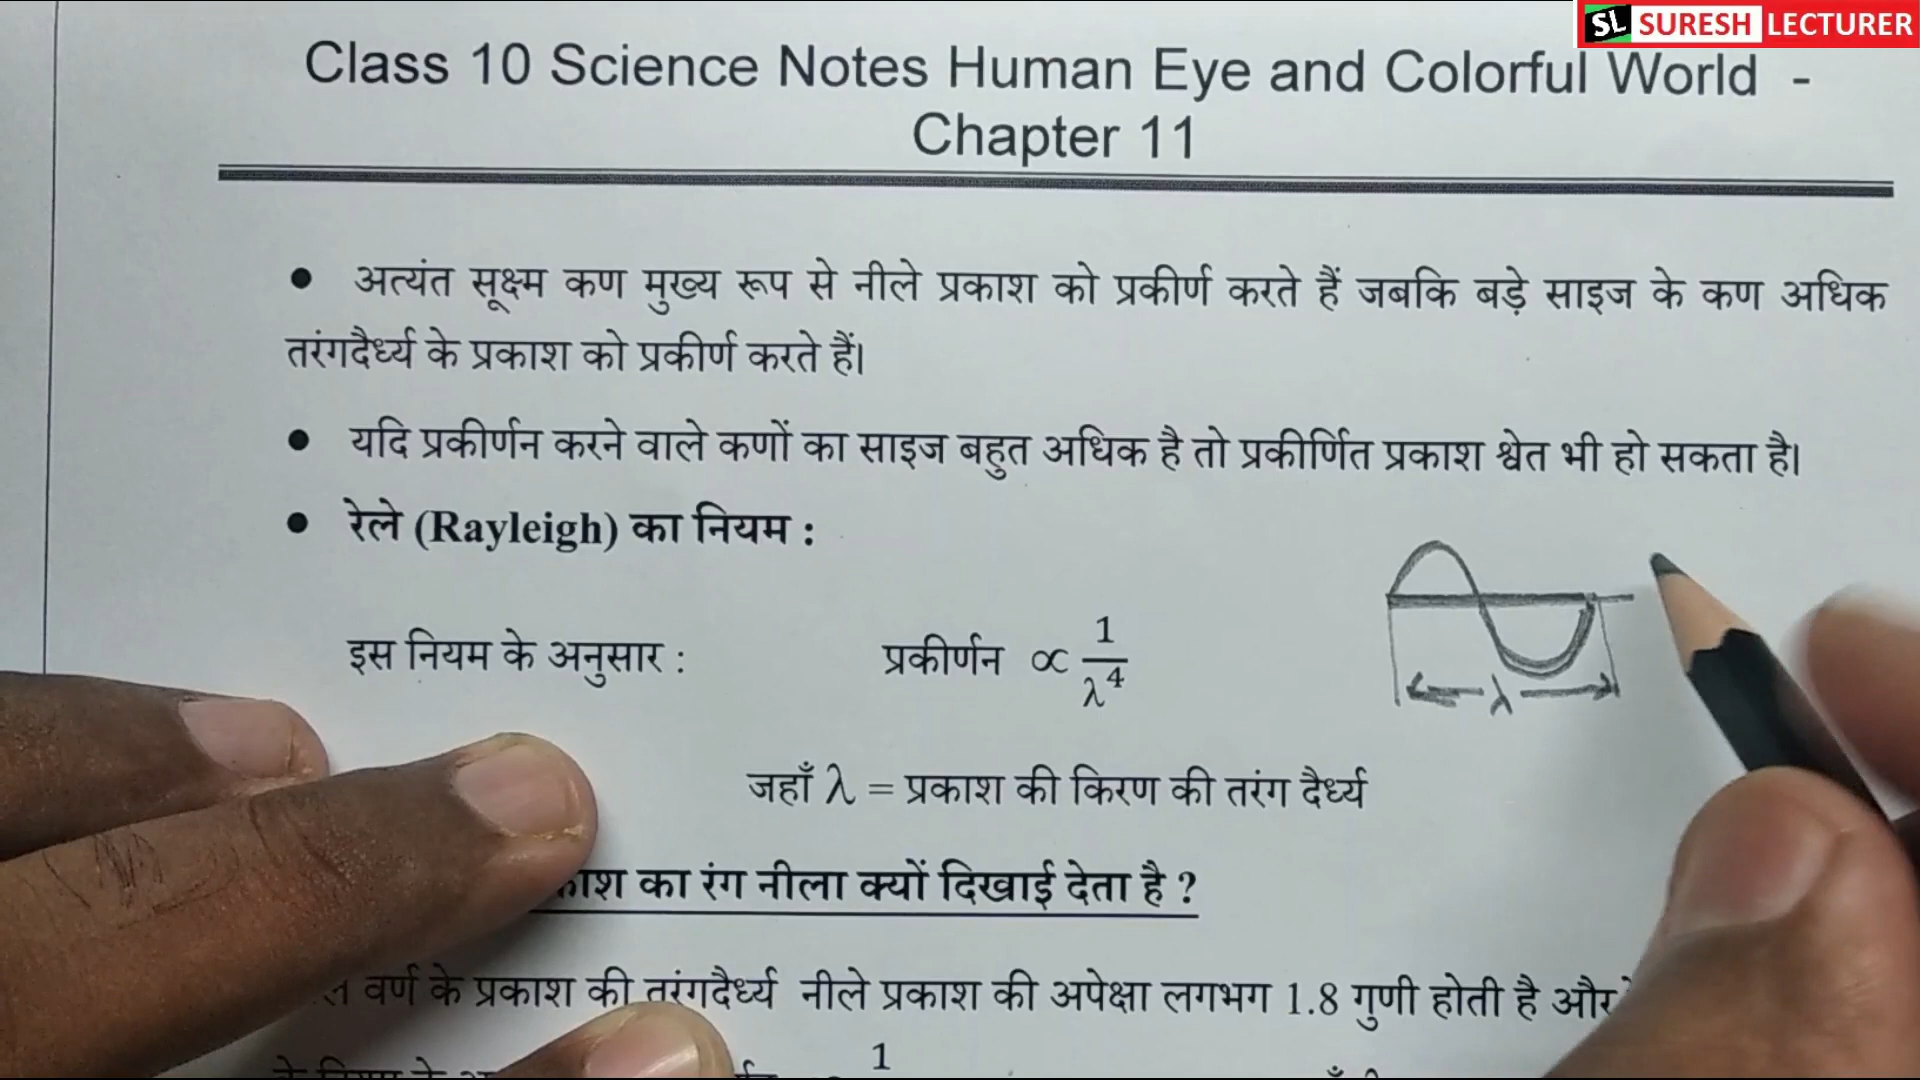 SL SURESH LECTURER
Class 10 Science Notes Human Eye and Colorful World -
Chapter 11
● अत्यंत सूक्ष्म कण मुख्य रूप से नीले प्रकाश को प्रकीर्ण करते हैं जबकि बड़े साइज के कण अधिक
तरंगदैर्ध्य के प्रकाश को प्रकीर्ण करते हैं।
● यदि प्रकीर्णन करने वाले कणों का साइज बहुत अधिक है तो प्रकीर्णित प्रकाश श्वेत भी हो सकता है।
● रेले (Rayleigh) का नियम :
इस नियम के अनुसार : प्रकीर्णन ∝ 1/λ⁴
λ
जहाँ λ = प्रकाश की किरण की तरंग दैर्ध्य
का रंग नीला क्यों दिखाई देता है ?
वर्ण के प्रकाश की तरंगदैर्ध्य नीले प्रकाश की अपेक्षा लगभग 1.8 गुणी होती है और
1